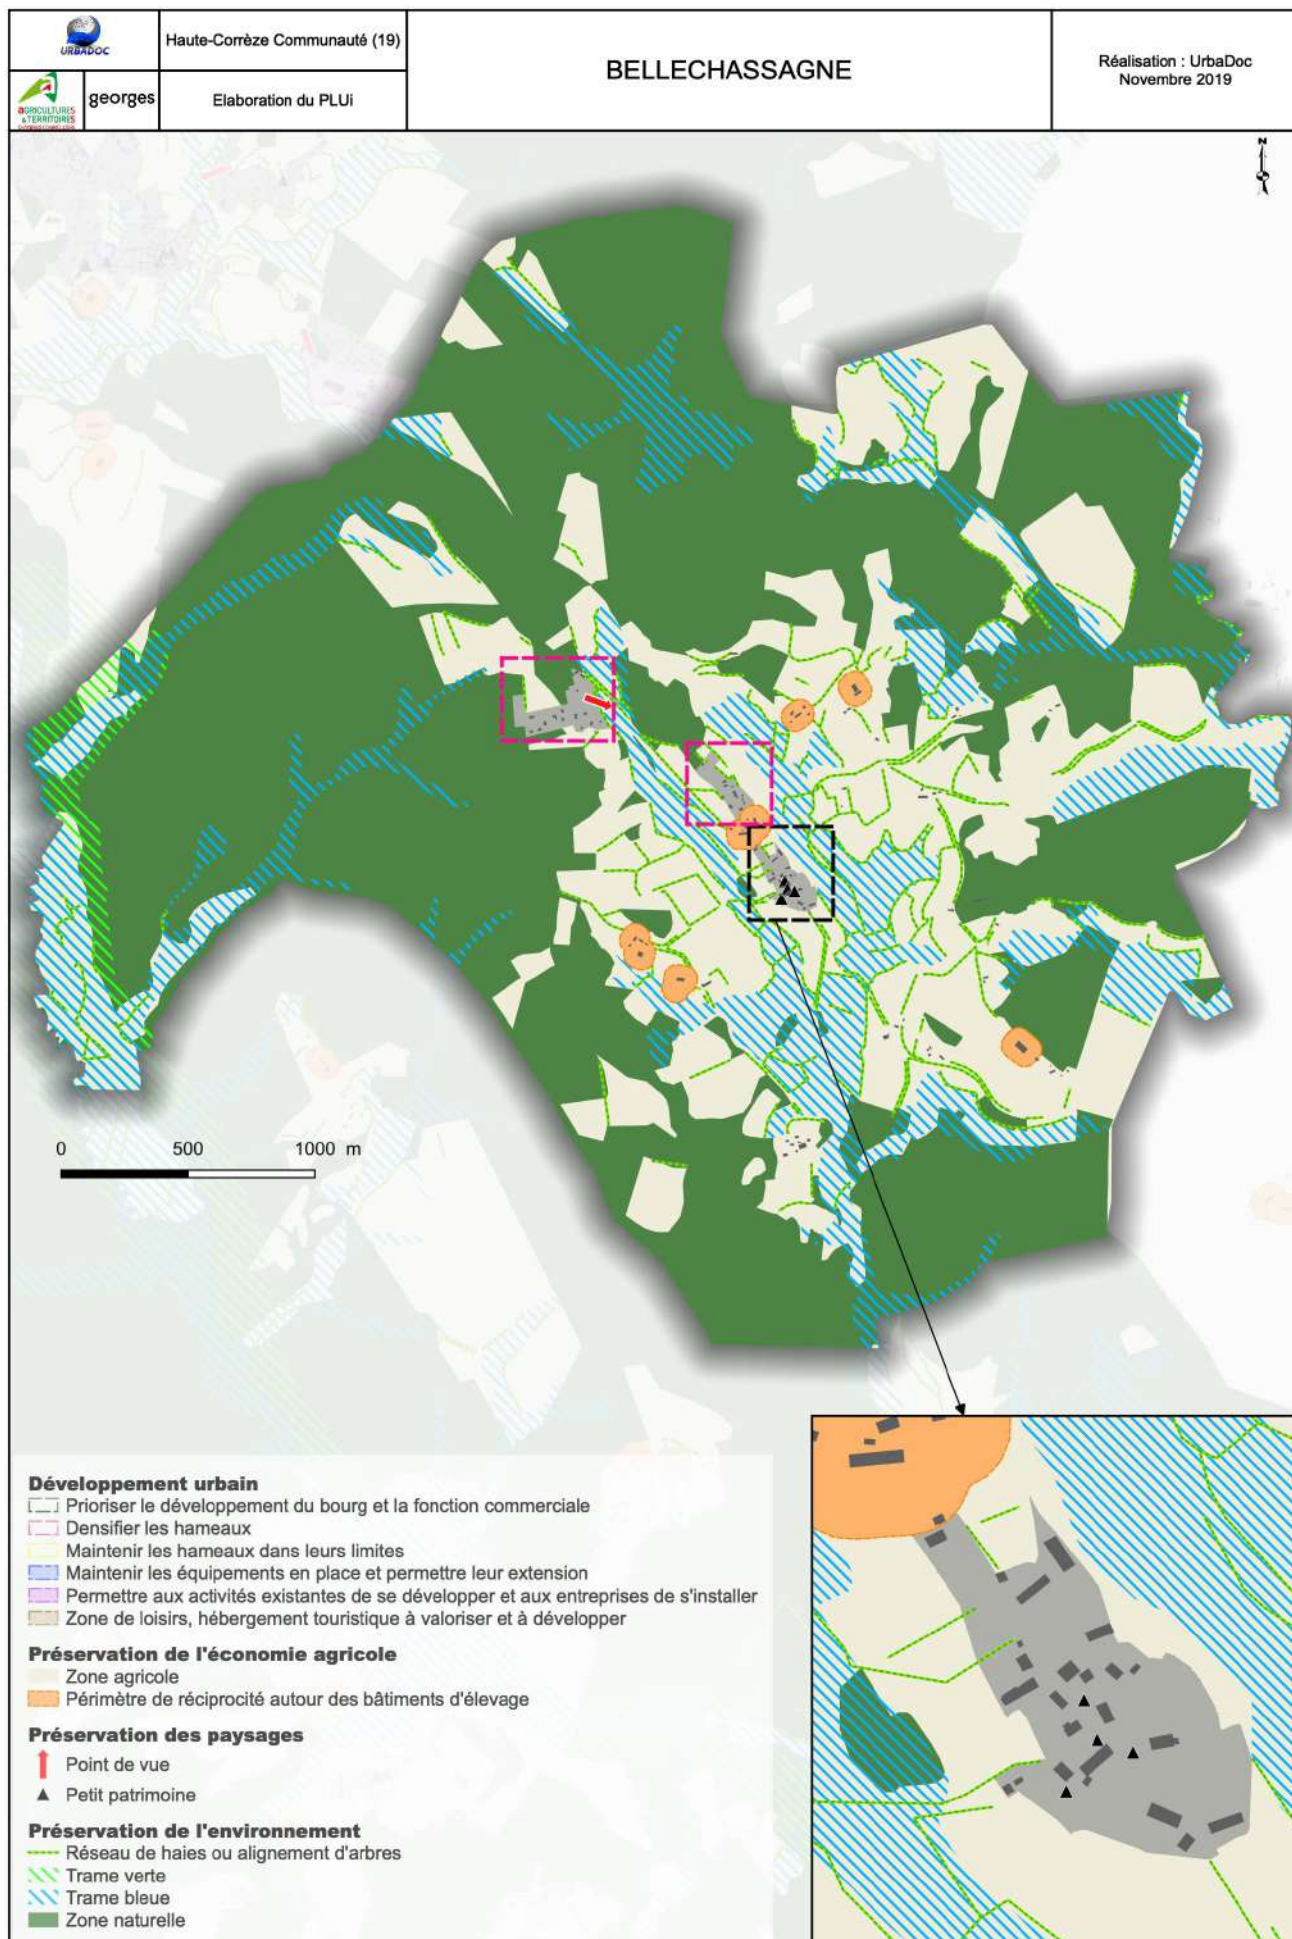 URBADOC
Haute-Corrèze Communauté (19)
BELLECHASSAGNE
Réalisation : UrbaDoc
Novembre 2019
AGRICULTURES
& TERRITOIRES
georges
Elaboration du PLUi
N
0 500 1000 m
Développement urbain
Prioriser le développement du bourg et la fonction commerciale
Densifier les hameaux
Maintenir les hameaux dans leurs limites
Maintenir les équipements en place et permettre leur extension
Permettre aux activités existantes de se développer et aux entreprises de s'installer
Zone de loisirs, hébergement touristique à valoriser et à développer
Préservation de l'économie agricole
Zone agricole
Périmètre de réciprocité autour des bâtiments d'élevage
Préservation des paysages
Point de vue
Petit patrimoine
Préservation de l'environnement
Réseau de haies ou alignement d'arbres
Trame verte
Trame bleue
Zone naturelle